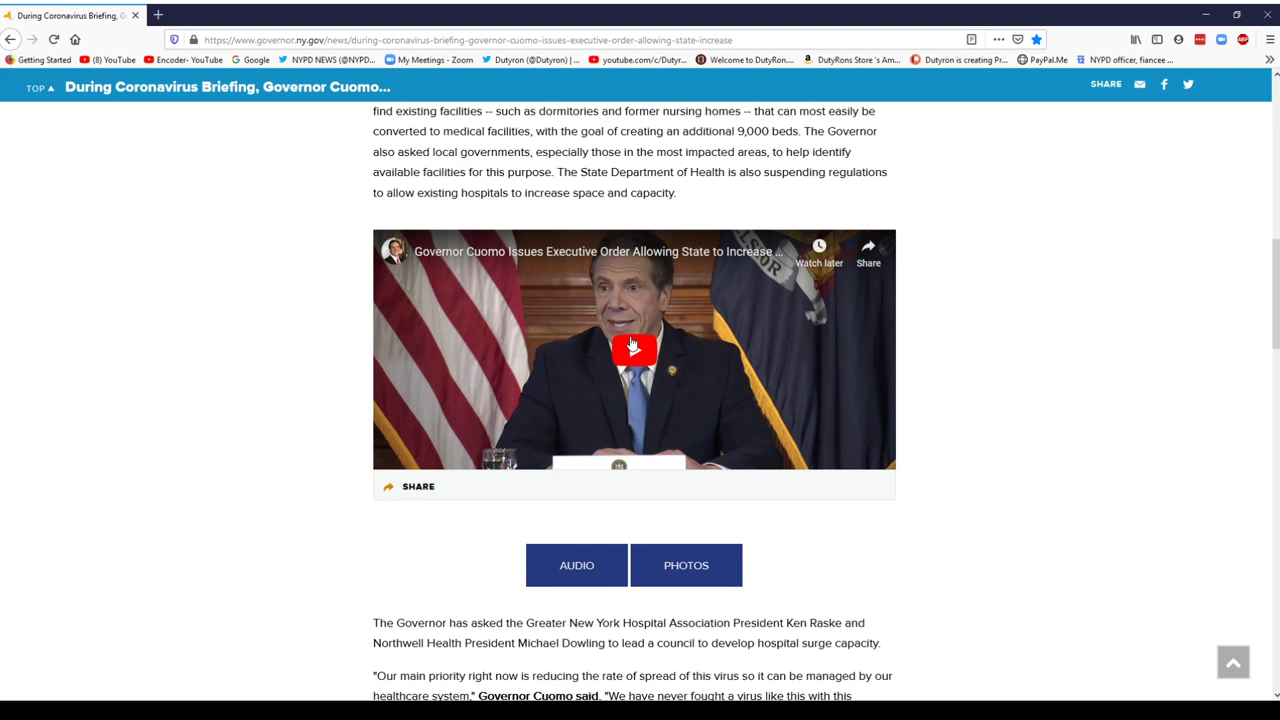 During Coronavirus Briefing, G
https://www.governor.ny.gov/news/during-coronavirus-briefing-governor-cuomo-issues-executive-order-allowing-state-increase
Getting Started (8) YouTube Encoder- YouTube Google NYPD NEWS (@NYPD... My Meetings - Zoom Dutyron (@Dutyron) | ... youtube.com/c/Dutyr... Welcome to DutyRon.... DutyRons Store 's Am... Dutyron is creating Pr... PayPal.Me NYPD officer, fiancee ...
TOP During Coronavirus Briefing, Governor Cuomo... SHARE
find existing facilities -- such as dormitories and former nursing homes -- that can most easily be
converted to medical facilities, with the goal of creating an additional 9,000 beds. The Governor
also asked local governments, especially those in the most impacted areas, to help identify
available facilities for this purpose. The State Department of Health is also suspending regulations
to allow existing hospitals to increase space and capacity.
Governor Cuomo Issues Executive Order Allowing State to Increase ...
Watch later Share
SHARE
AUDIO PHOTOS
The Governor has asked the Greater New York Hospital Association President Ken Raske and
Northwell Health President Michael Dowling to lead a council to develop hospital surge capacity.
"Our main priority right now is reducing the rate of spread of this virus so it can be managed by our
healthcare system," Governor Cuomo said. "We have never fought a virus like this with this